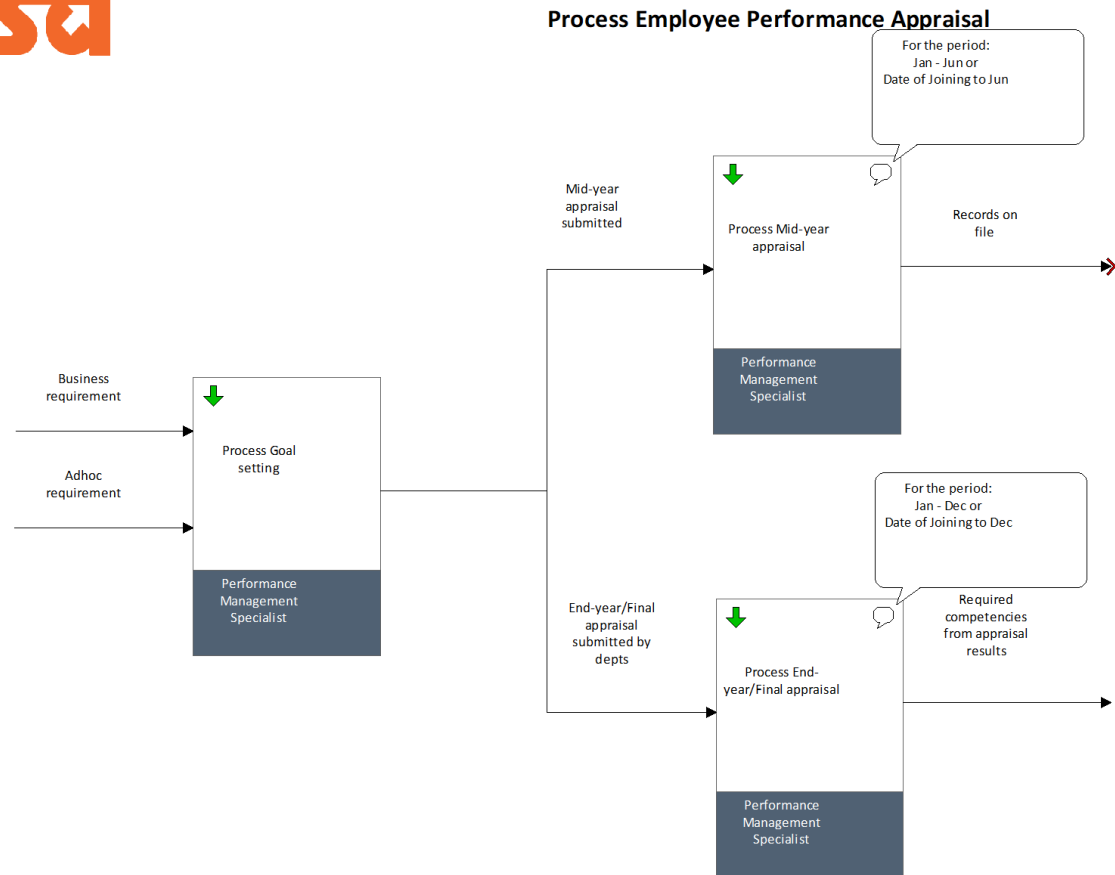 Process Employee Performance Appraisal
For the period:
Jan - Jun or
Date of Joining to Jun
Mid-year
appraisal
submitted
Process Mid-year
appraisal
Records on
file
Performance
Management
Specialist
Business
requirement
Adhoc
requirement
Process Goal
setting
Performance
Management
Specialist
For the period:
Jan - Dec or
Date of Joining to Dec
End-year/Final
appraisal
submitted by
depts
Process End-
year/Final appraisal
Required
competencies
from appraisal
results
Performance
Management
Specialist